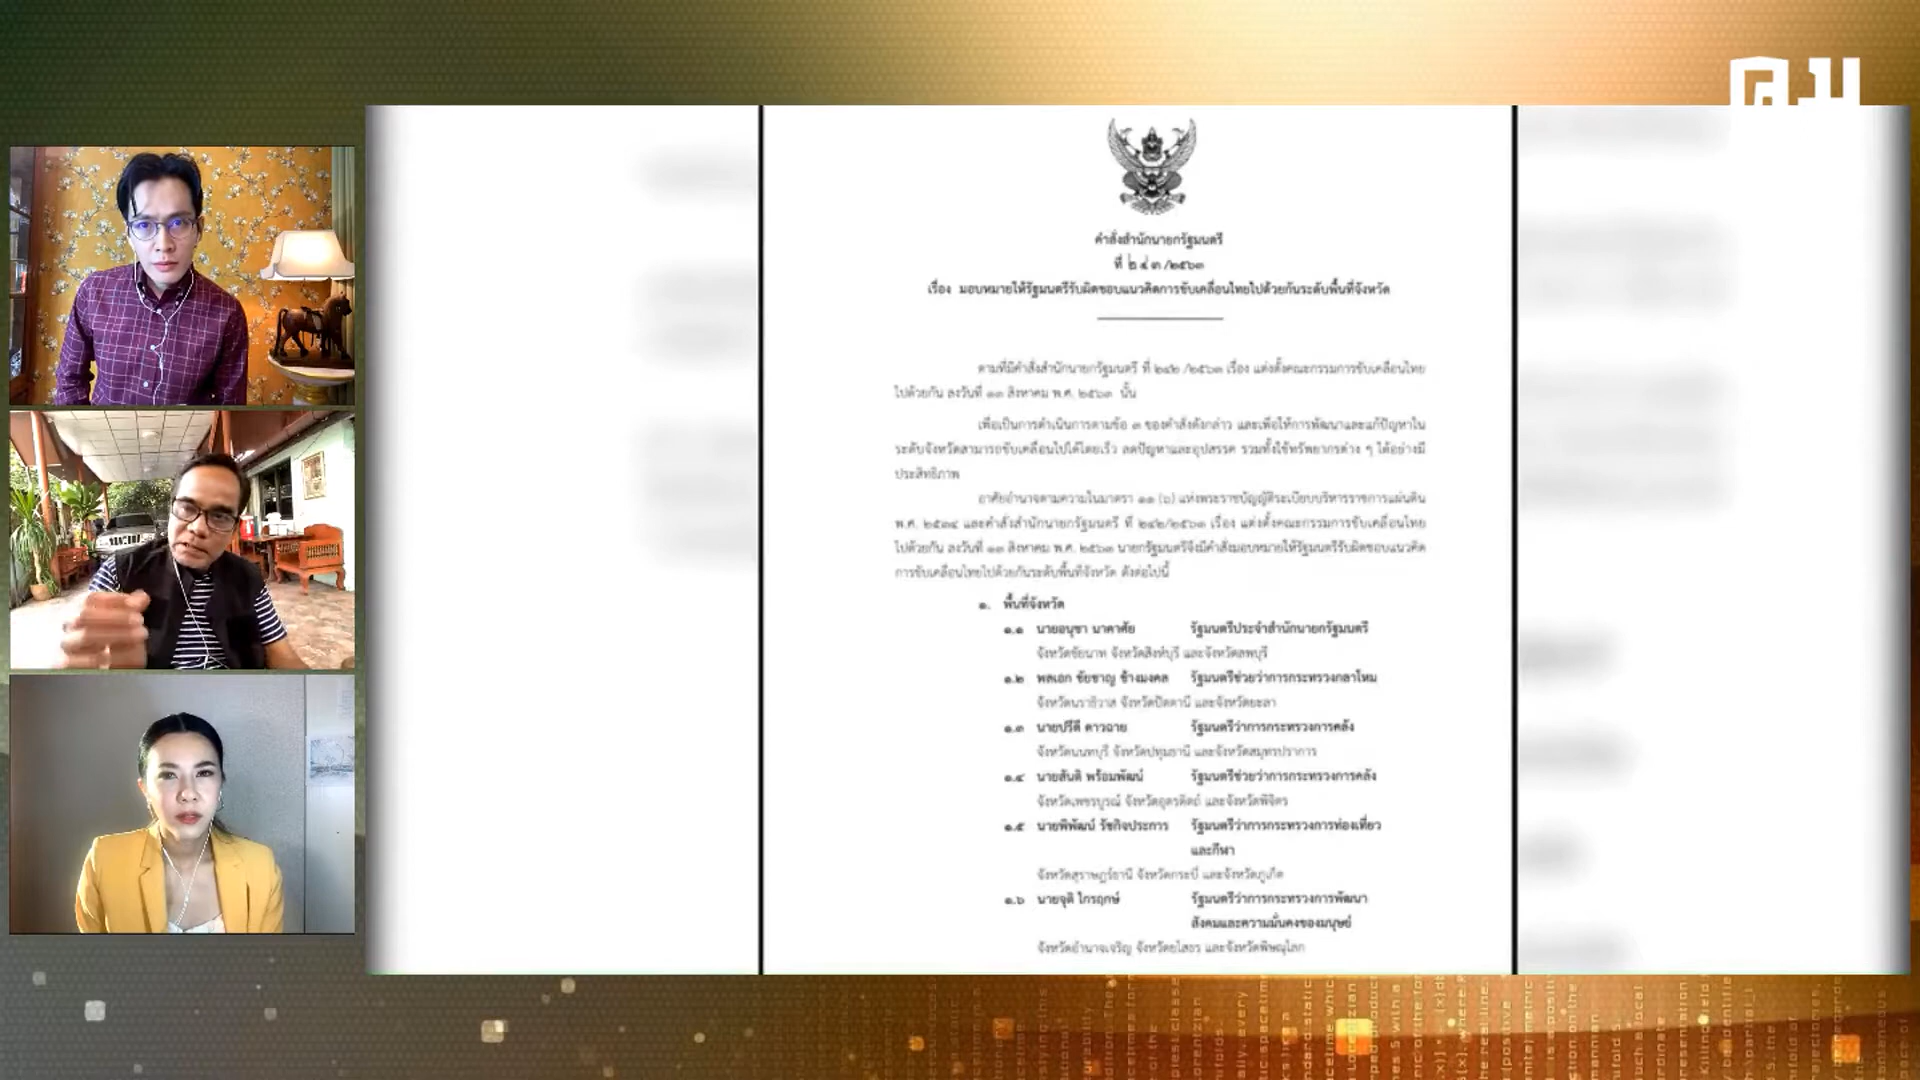 คำสั่งสำนักนายกรัฐมนตรี
ที่ ๒๔๓/๒๕๖๓
เรื่อง มอบหมายให้รัฐมนตรีรับผิดชอบแนวคิดการขับเคลื่อนไทยไปด้วยกันระดับพื้นที่จังหวัด
ตามที่มีคำสั่งสำนักนายกรัฐมนตรี ที่ ๒๔๒ /๒๕๖๓ เรื่อง แต่งตั้งคณะกรรมการขับเคลื่อนไทย
ไปด้วยกัน ลงวันที่ ๑๓ สิงหาคม พ.ศ. ๒๕๖๓ นั้น
เพื่อเป็นการดำเนินการตามข้อ ๓ ของคำสั่งดังกล่าว และเพื่อให้การพัฒนาและแก้ปัญหาใน
ระดับจังหวัดสามารถขับเคลื่อนไปได้โดยเร็ว ลดปัญหาและอุปสรรค รวมทั้งใช้ทรัพยากรต่าง ๆ ได้อย่างมี
ประสิทธิภาพ
อาศัยอำนาจตามความในมาตรา ๑๑ (๖) แห่งพระราชบัญญัติระเบียบบริหารราชการแผ่นดิน
พ.ศ. ๒๕๓๔ และคำสั่งสำนักนายกรัฐมนตรี ที่ ๒๔๒/๒๕๖๓ เรื่อง แต่งตั้งคณะกรรมการขับเคลื่อนไทย
ไปด้วยกัน ลงวันที่ ๑๓ สิงหาคม พ.ศ. ๒๕๖๓ นายกรัฐมนตรีจึงมีคำสั่งมอบหมายให้รัฐมนตรีรับผิดชอบแนวคิด
การขับเคลื่อนไทยไปด้วยกันระดับพื้นที่จังหวัด ดังต่อไปนี้
๑. พื้นที่จังหวัด
๑.๑ นายอนุชา นาคาศัย รัฐมนตรีประจำสำนักนายกรัฐมนตรี
จังหวัดชัยนาท จังหวัดสิงห์บุรี และจังหวัดลพบุรี
๑.๒ พลเอก ชัยชาญ ช้างมงคล รัฐมนตรีช่วยว่าการกระทรวงกลาโหม
จังหวัดนราธิวาส จังหวัดปัตตานี และจังหวัดยะลา
๑.๓ นายปรีดี ดาวฉาย รัฐมนตรีว่าการกระทรวงการคลัง
จังหวัดนนทบุรี จังหวัดปทุมธานี และจังหวัดสมุทรปราการ
๑.๔ นายสันติ พร้อมพัฒน์ รัฐมนตรีช่วยว่าการกระทรวงการคลัง
จังหวัดเพชรบูรณ์ จังหวัดอุตรดิตถ์ และจังหวัดพิจิตร
๑.๕ นายพิพัฒน์ รัชกิจประการ รัฐมนตรีว่าการกระทรวงการท่องเที่ยว
และกีฬา
จังหวัดสุราษฎร์ธานี จังหวัดกระบี่ และจังหวัดภูเก็ต
๑.๖ นายจุติ ไกรฤกษ์ รัฐมนตรีว่าการกระทรวงการพัฒนา
สังคมและความมั่นคงของมนุษย์
จังหวัดอำนาจเจริญ จังหวัดยโสธร และจังหวัดพิษณุโลก